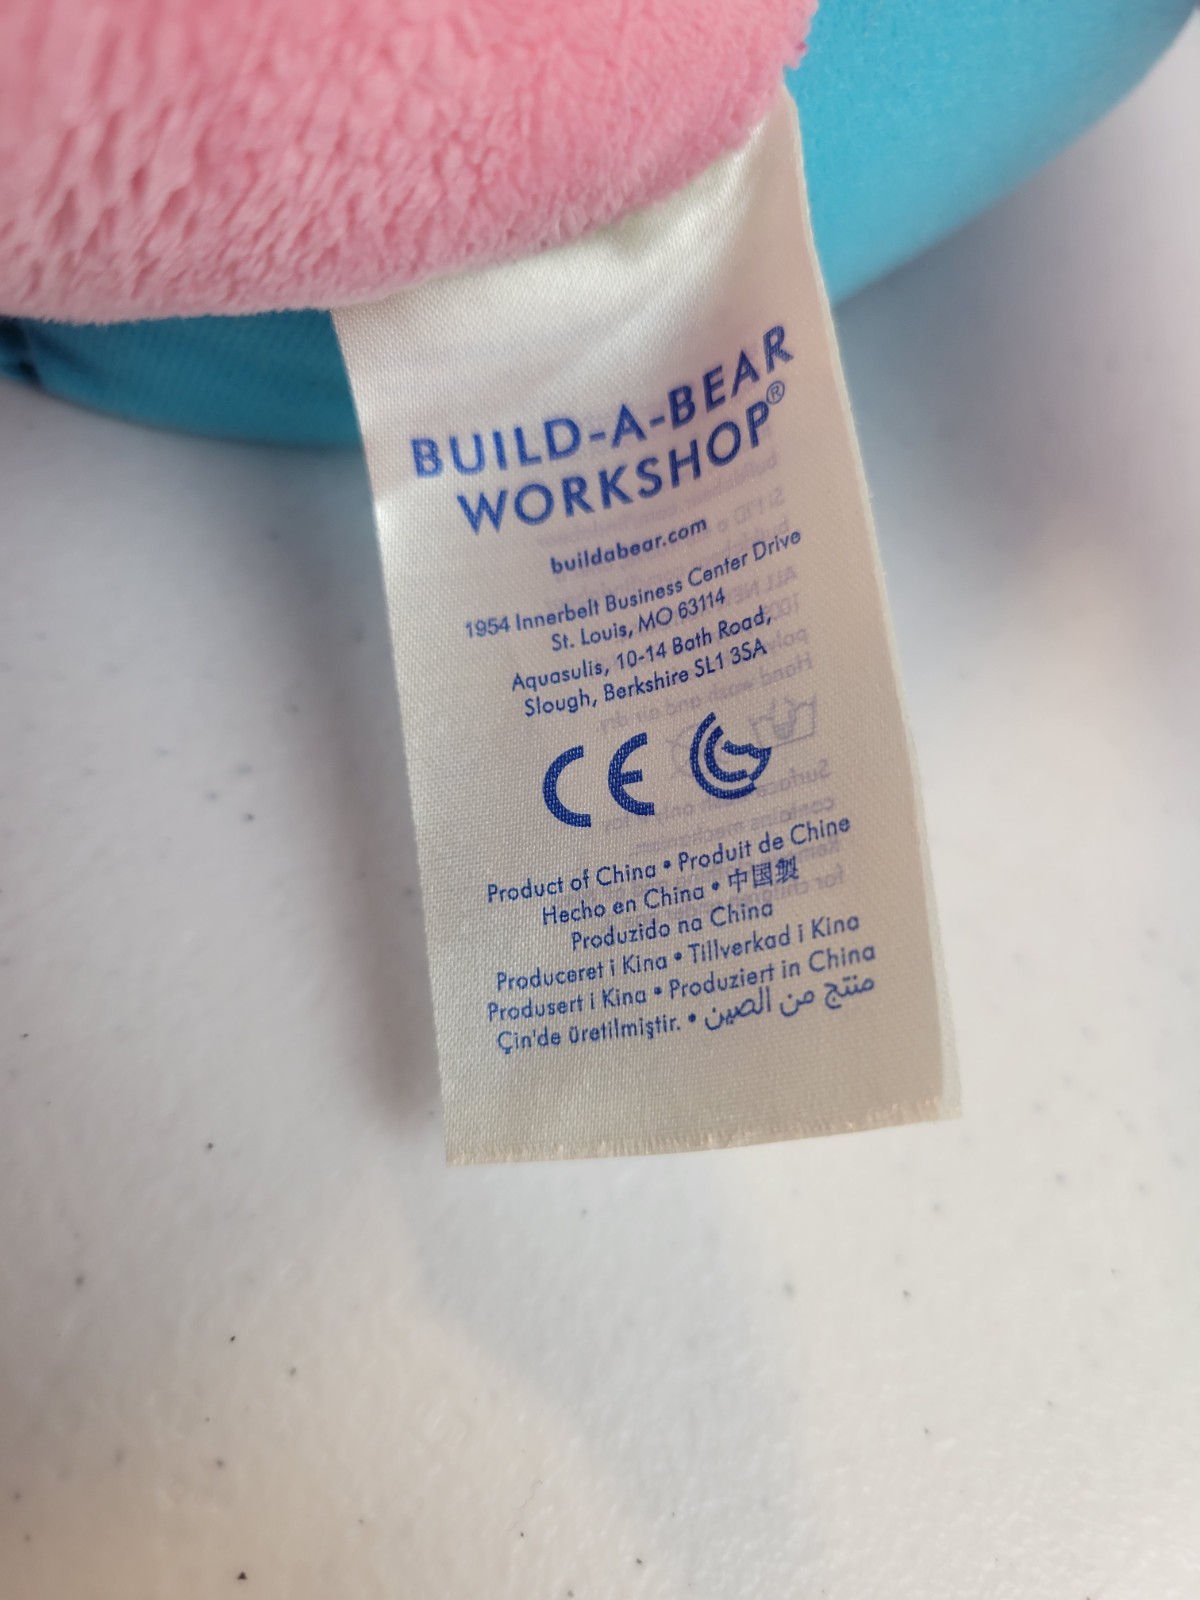 BUILD-A-BEAR
WORKSHOP®
buildabear.com
1954 Innerbelt Business Center Drive
St. Louis, MO 63114
Aquasulis, 10-14 Bath Road,
Slough, Berkshire SL1 3SA
CE
Product of China • Produit de Chine
Hecho en China • 中国製
Produzido na China
Produceret i Kina • Tillverkad i Kina
Produsert i Kina • Produziert in China
Çin'de üretilmiştir. • منتج من الصين